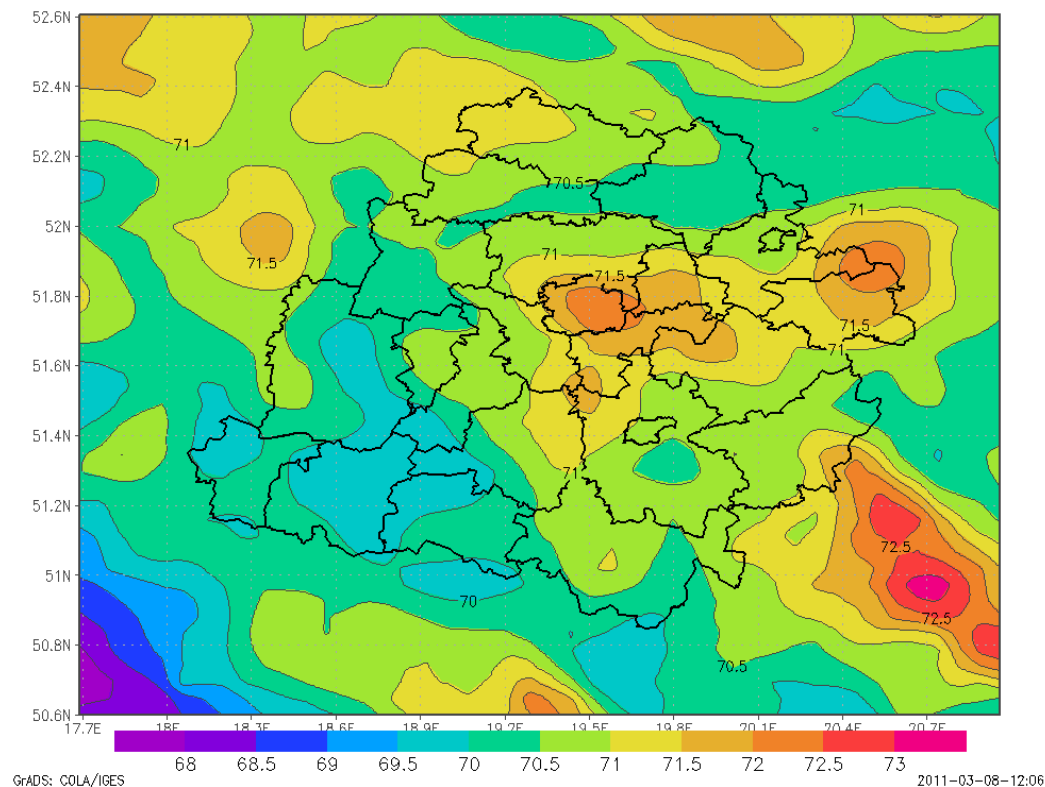 52.6N
52.4N
52.2N
52N
51.8N
51.6N
51.4N
51.2N
51N
50.8N
50.6N
71
70.5
71
71
71.5
71.5
71.5
71
71
72.5
70
72.5
70.5
17.7E 18E 18.3E 18.6E 18.9E 19.2E 19.5E 19.8E 20.1E 20.4E 20.7E
68 68.5 69 69.5 70 70.5 71 71.5 72 72.5 73
GrADS: COLA/IGES 2011-03-08-12:06